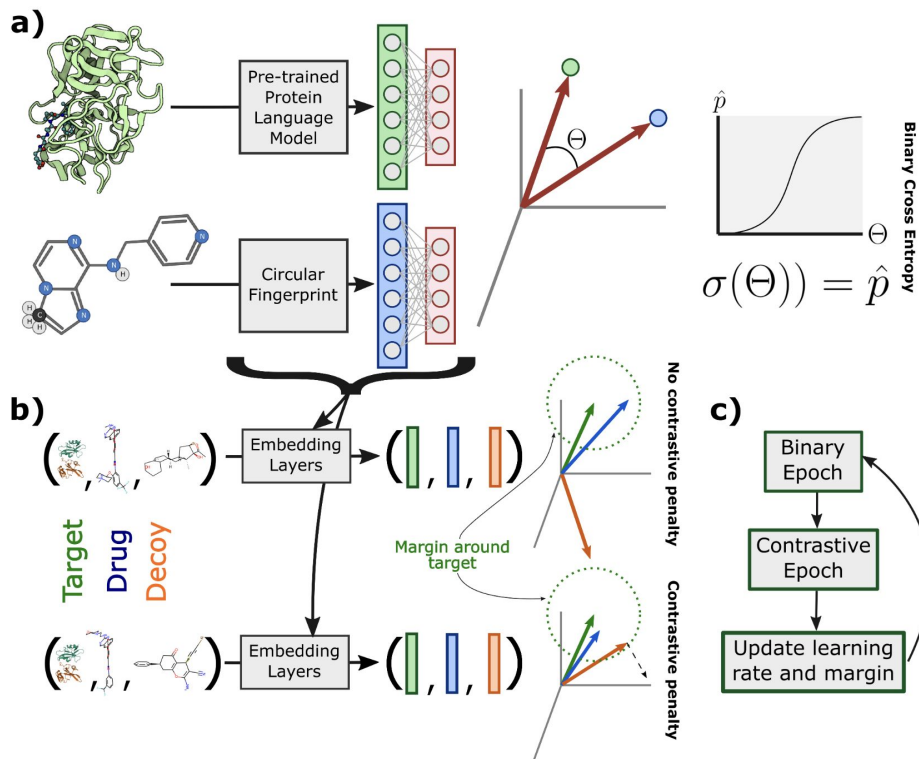 a)
Pre-trained
Protein
Language
Model
Θ
p̂
Θ
Binary Cross Entropy
σ(Θ)) = p̂
N
N
N
N
H
N
N
C
H
H
H
Circular
Fingerprint
b)
( , , )
Embedding
Layers
( , , )
No contrastive penalty
Target
Drug
Decoy
Margin around
target
( , , )
Embedding
Layers
( , , )
Contrastive penalty
c)
Binary
Epoch
Contrastive
Epoch
Update learning
rate and margin